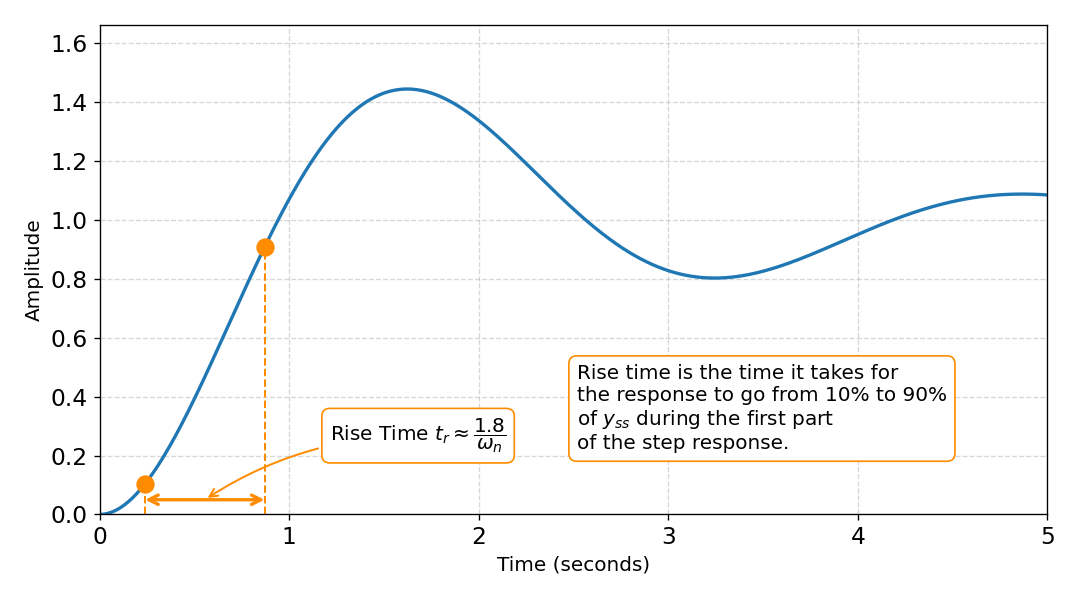 1.6
1.4
1.2
1.0
0.8
0.6
0.4
0.2
0.0
Amplitude
Rise time is the time it takes for
the response to go from 10% to 90%
of y_{ss} during the first part
of the step response.
Rise Time t_r ≈ \frac{1.8}{ω_n}
0 1 2 3 4 5
Time (seconds)